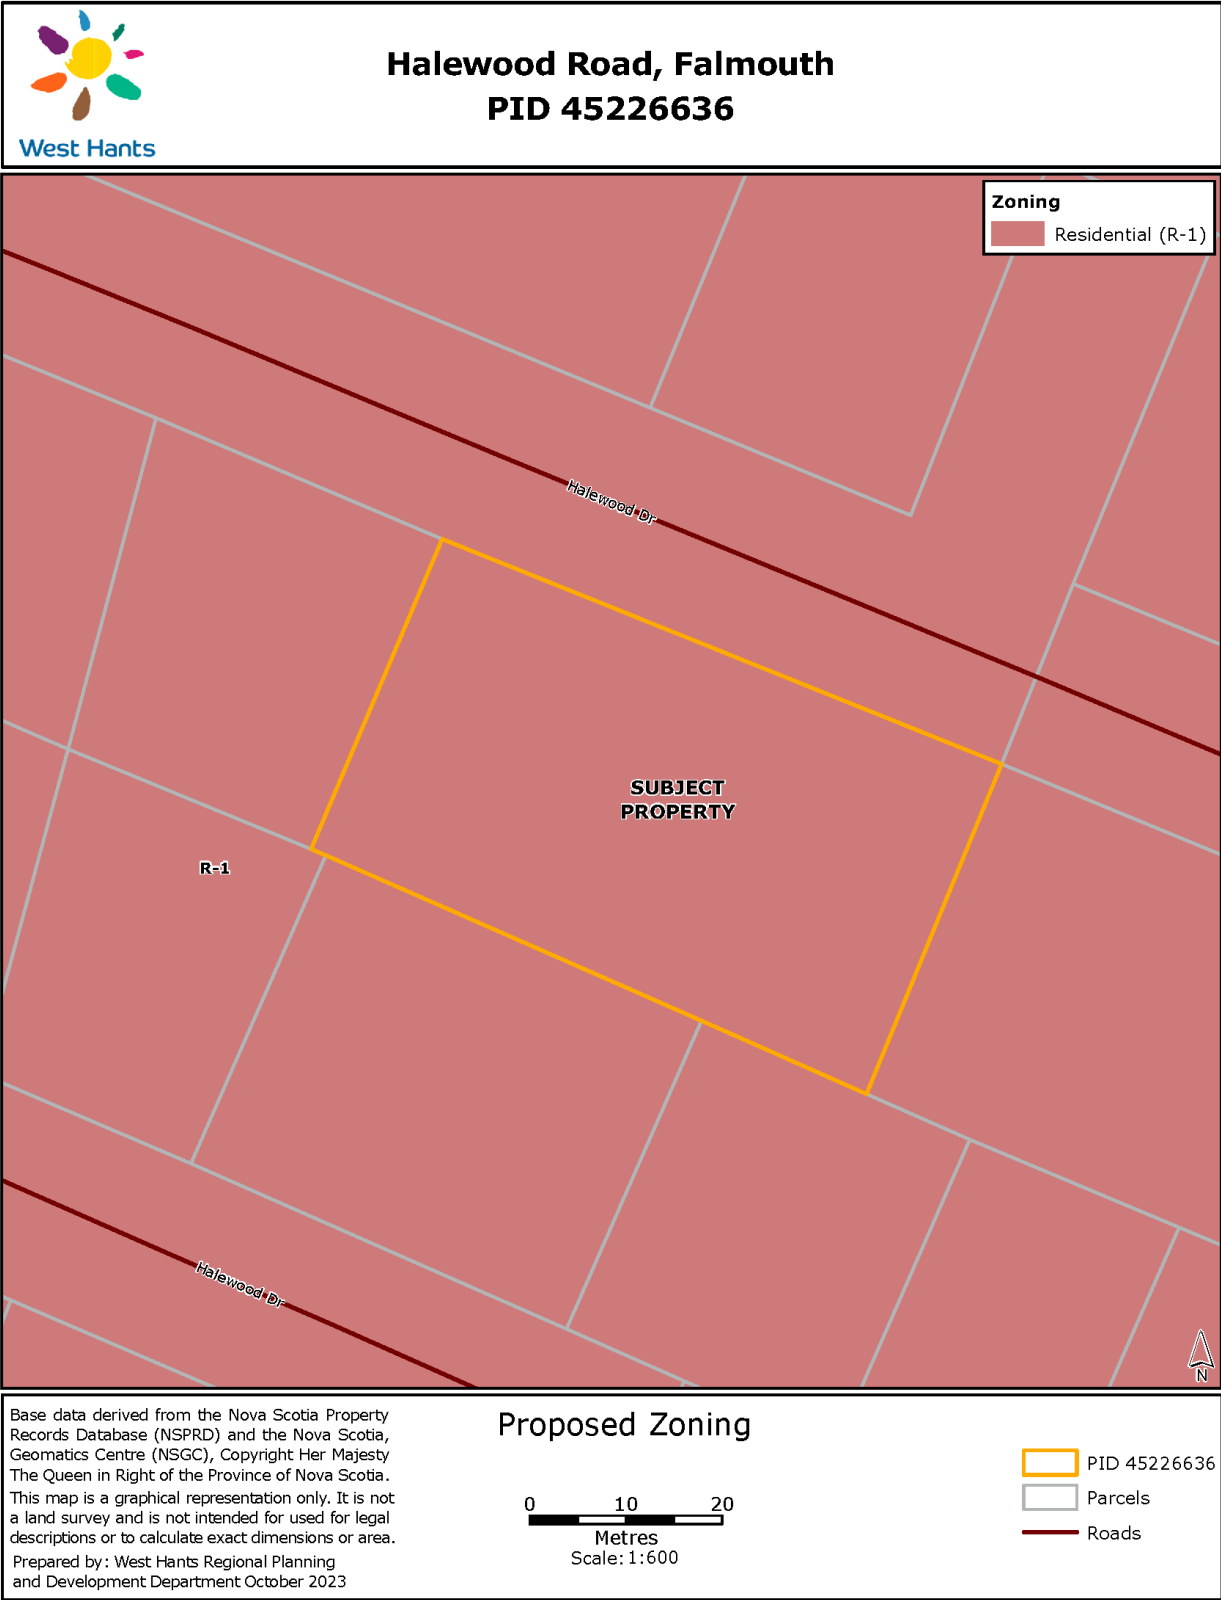 Halewood Road, Falmouth
PID 45226636
West Hants
Zoning
Residential (R-1)
Halewood Dr
SUBJECT
PROPERTY
R-1
Halewood Dr
N
Base data derived from the Nova Scotia Property
Records Database (NSPRD) and the Nova Scotia,
Geomatics Centre (NSGC), Copyright Her Majesty
The Queen in Right of the Province of Nova Scotia.
This map is a graphical representation only. It is not
a land survey and is not intended for used for legal
descriptions or to calculate exact dimensions or area.
Prepared by: West Hants Regional Planning
and Development Department October 2023
Proposed Zoning
0 10 20
Metres
Scale: 1:600
PID 45226636
Parcels
Roads